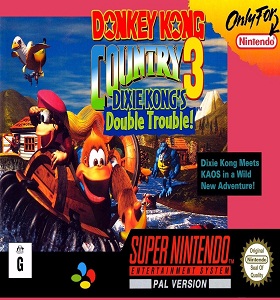 DONKEY KONG
COUNTRY 3
DIXIE KONG'S
Double Trouble!
Only For
Nintendo
Dixie Kong Meets
KAOS in a Wild
New Adventure!
G
SUPER NINTENDO
ENTERTAINMENT SYSTEM
PAL VERSION
Original
Nintendo
Seal of
Quality